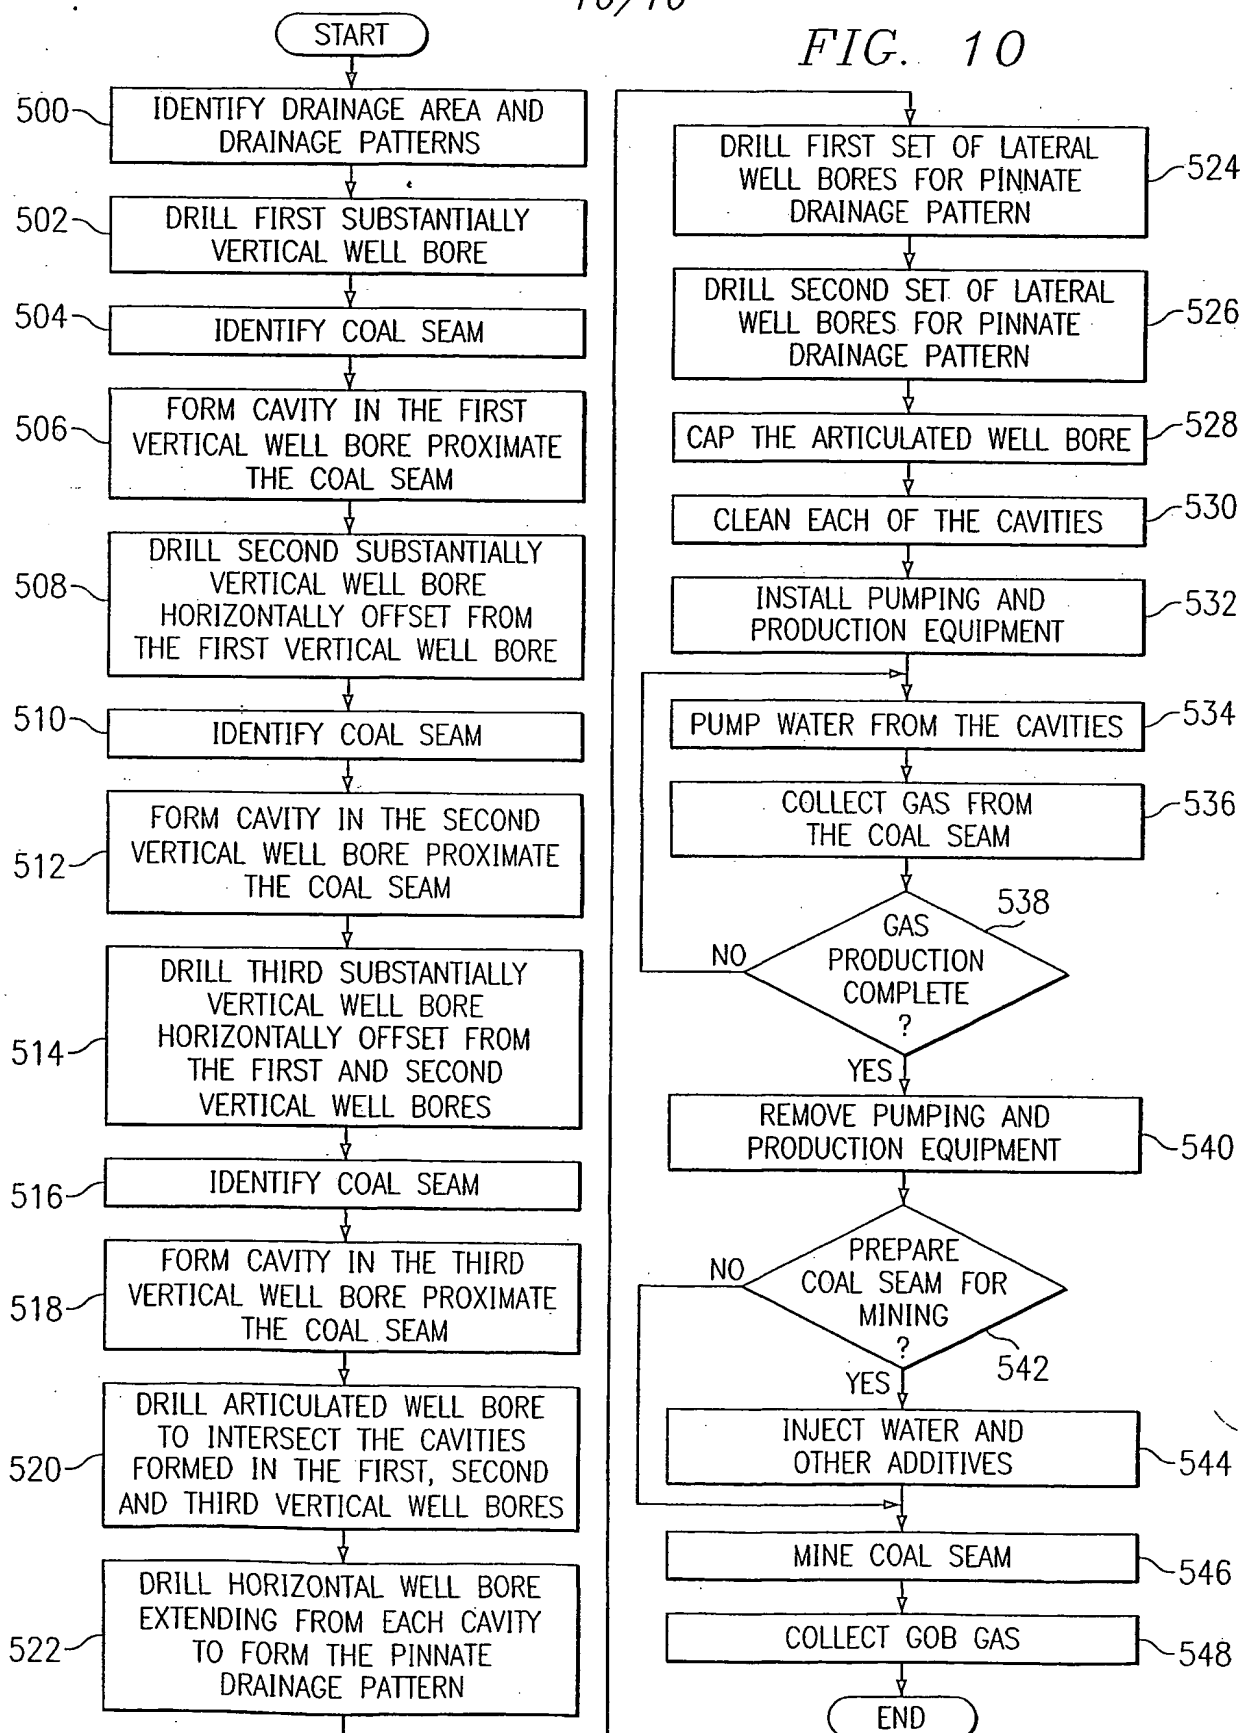 10/10
FIG. 10
START
500
IDENTIFY DRAINAGE AREA AND
DRAINAGE PATTERNS
502
DRILL FIRST SUBSTANTIALLY
VERTICAL WELL BORE
504
IDENTIFY COAL SEAM
506
FORM CAVITY IN THE FIRST
VERTICAL WELL BORE PROXIMATE
THE COAL SEAM
508
DRILL SECOND SUBSTANTIALLY
VERTICAL WELL BORE
HORIZONTALLY OFFSET FROM
THE FIRST VERTICAL WELL BORE
510
IDENTIFY COAL SEAM
512
FORM CAVITY IN THE SECOND
VERTICAL WELL BORE PROXIMATE
THE COAL SEAM
514
DRILL THIRD SUBSTANTIALLY
VERTICAL WELL BORE
HORIZONTALLY OFFSET FROM
THE FIRST AND SECOND
VERTICAL WELL BORES
516
IDENTIFY COAL SEAM
518
FORM CAVITY IN THE THIRD
VERTICAL WELL BORE PROXIMATE
THE COAL SEAM
520
DRILL ARTICULATED WELL BORE
TO INTERSECT THE CAVITIES
FORMED IN THE FIRST, SECOND
AND THIRD VERTICAL WELL BORES
522
DRILL HORIZONTAL WELL BORE
EXTENDING FROM EACH CAVITY
TO FORM THE PINNATE
DRAINAGE PATTERN
DRILL FIRST SET OF LATERAL
WELL BORES FOR PINNATE
DRAINAGE PATTERN
524
DRILL SECOND SET OF LATERAL
WELL BORES FOR PINNATE
DRAINAGE PATTERN
526
CAP THE ARTICULATED WELL BORE
528
CLEAN EACH OF THE CAVITIES
530
INSTALL PUMPING AND
PRODUCTION EQUIPMENT
532
PUMP WATER FROM THE CAVITIES
534
COLLECT GAS FROM
THE COAL SEAM
536
538
GAS
PRODUCTION
COMPLETE
?
NO
YES
REMOVE PUMPING AND
PRODUCTION EQUIPMENT
540
PREPARE
COAL SEAM FOR
MINING
?
NO
542
YES
INJECT WATER AND
OTHER ADDITIVES
544
MINE COAL SEAM
546
COLLECT GOB GAS
548
END